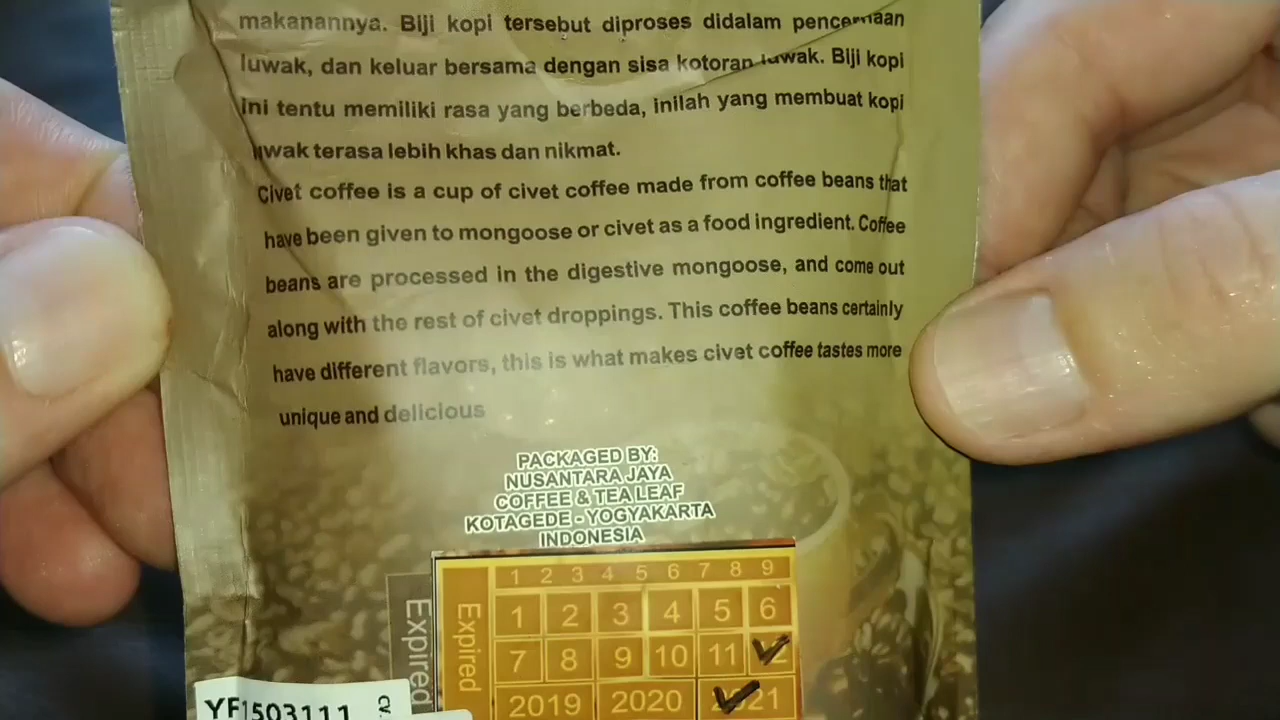 makanannya. Biji kopi tersebut diproses didalam pencernaan
luwak, dan keluar bersama dengan sisa kotoran luwak. Biji kopi
ini tentu memiliki rasa yang berbeda, inilah yang membuat kopi
luwak terasa lebih khas dan nikmat.
Civet coffee is a cup of civet coffee made from coffee beans that
have been given to mongoose or civet as a food ingredient. Coffee
beans are processed in the digestive mongoose, and come out
along with the rest of civet droppings. This coffee beans certainly
have different flavors, this is what makes civet coffee tastes more
unique and delicious
PACKAGED BY:
NUSANTARA JAYA
COFFEE & TEA LEAF
KOTAGEDE - YOGYAKARTA
INDONESIA
Expired
Expired
1 2 3 4 5 6 7 8 9
1 2 3 4 5 6
7 8 9 10 11 12
2019 2020 2021
YF1503111
CV.